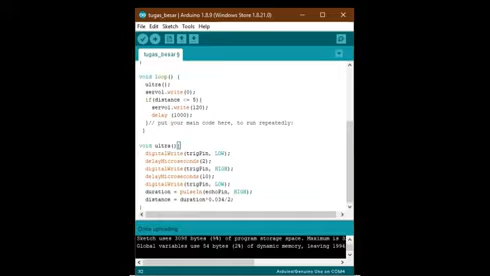 tugas_besar | Arduino 1.8.9 (Windows Store 1.8.21.0)
File Edit Sketch Tools Help
tugas_besar §
}
void loop() {
ultra();
servo1.write(0);
if(distance <= 5){
servo1.write(120);
delay (1000);
}// put your main code here, to run repeatedly:
}
void ultra(){
digitalWrite(trigPin, LOW);
delayMicroseconds(2);
digitalWrite(trigPin, HIGH);
delayMicroseconds(10);
digitalWrite(trigPin, LOW);
duration = pulseIn(echoPin, HIGH);
distance = duration*0.034/2;
}
Done uploading.
Sketch uses 3098 bytes (9%) of program storage space. Maximum is 3
Global variables use 54 bytes (2%) of dynamic memory, leaving 1994
32
Arduino/Genuino Uno on COM4